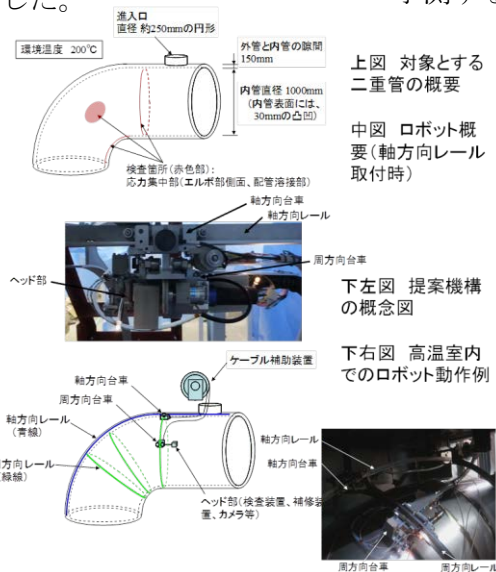 した。
進入口
直径 約250mmの円形
環境温度 200℃
外管と内管の隙間
150mm
内管直径 1000mm
(内管表面には、
30mmの凸凹)
検査箇所(赤色部):
応力集中部(エルボ部側面、配管溶接部)
上図 対象とする
二重管の概要
中図 ロボット概
要(軸方向レール
取付時)
軸方向台車
軸方向レール
周方向台車
ヘッド部
下左図 提案機構
の概念図
下右図 高温室内
でのロボット動作例
ケーブル補助装置
軸方向台車
周方向台車
軸方向レール
(青線)
方向レール
(緑線)
ヘッド部(検査装置、補修装
置、カメラ等)
軸方向レール
軸方向台車
周方向台車
周方向レール